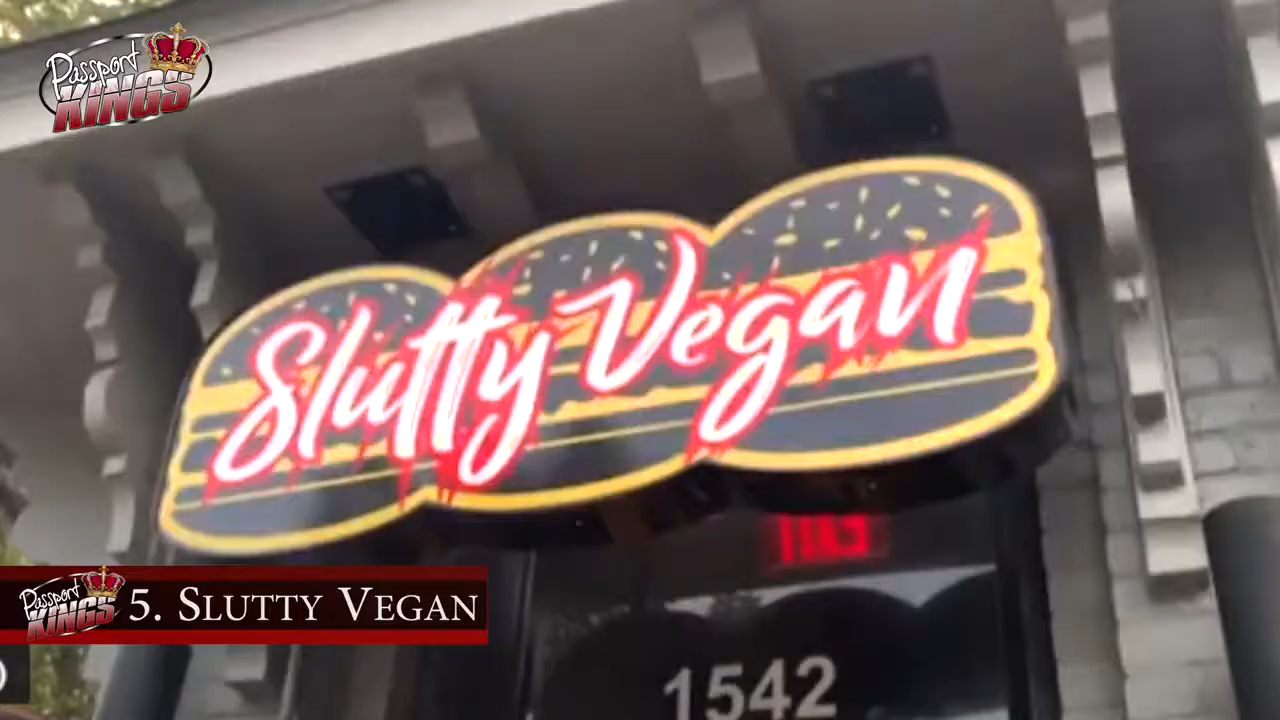 Passport
KINGS
Slutty Vegan
Passport
KINGS
5. SLUTTY VEGAN
1542